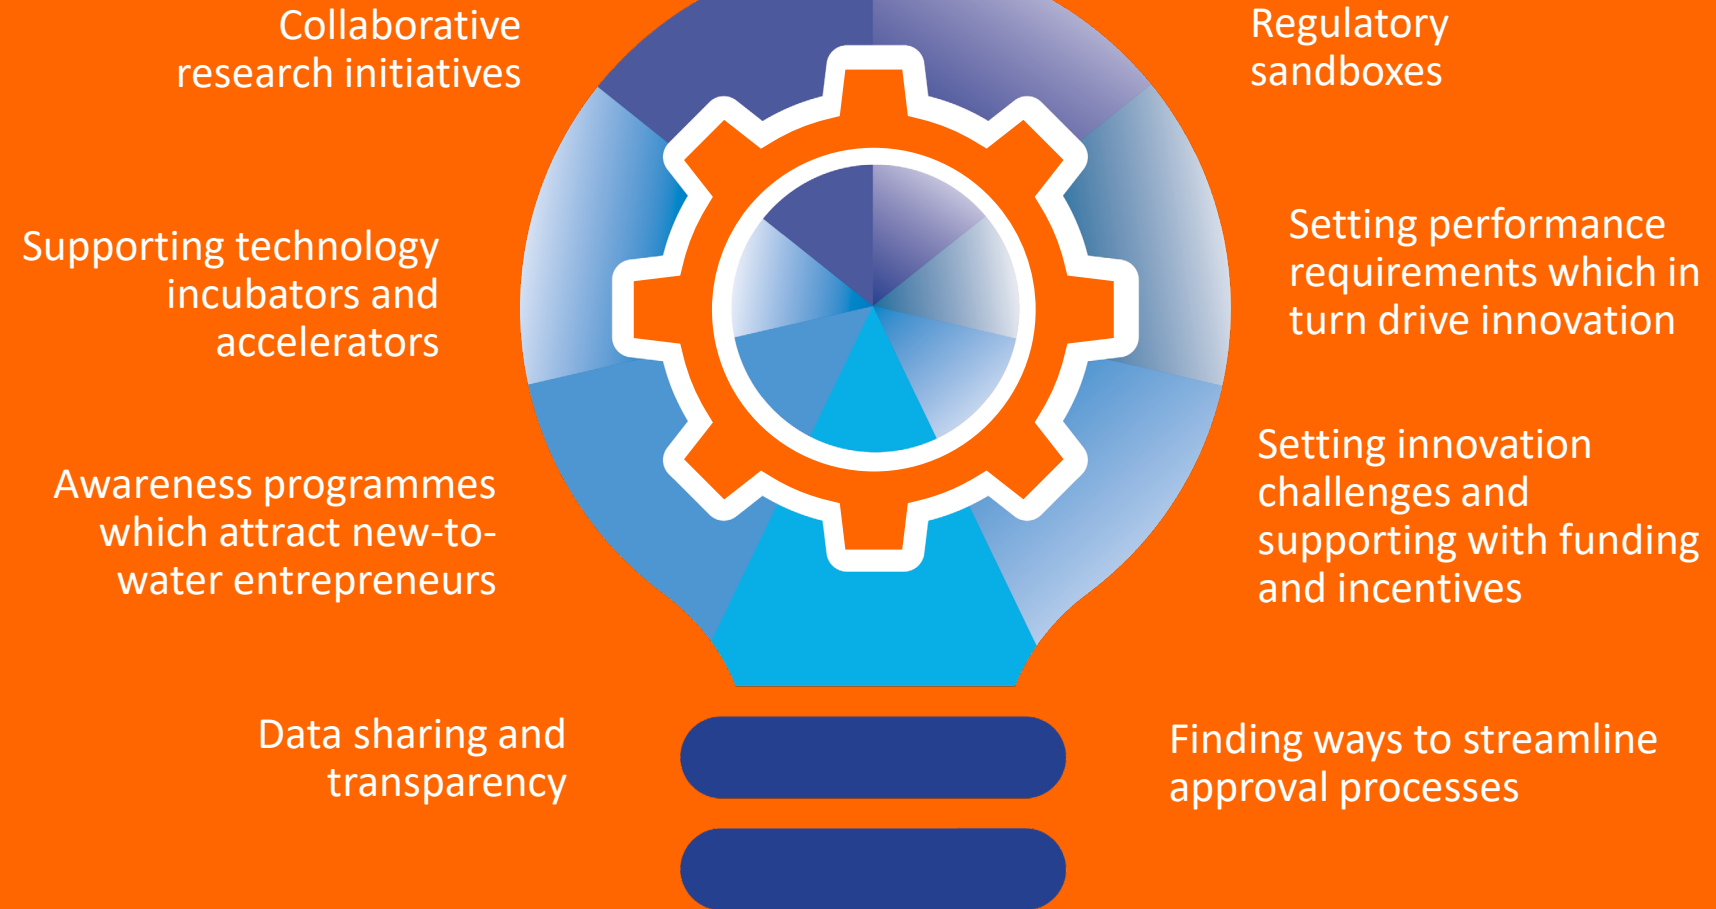 Collaborative
research initiatives
Supporting technology
incubators and
accelerators
Awareness programmes
which attract new-to-
water entrepreneurs
Data sharing and
transparency
Regulatory
sandboxes
Setting performance
requirements which in
turn drive innovation
Setting innovation
challenges and
supporting with funding
and incentives
Finding ways to streamline
approval processes